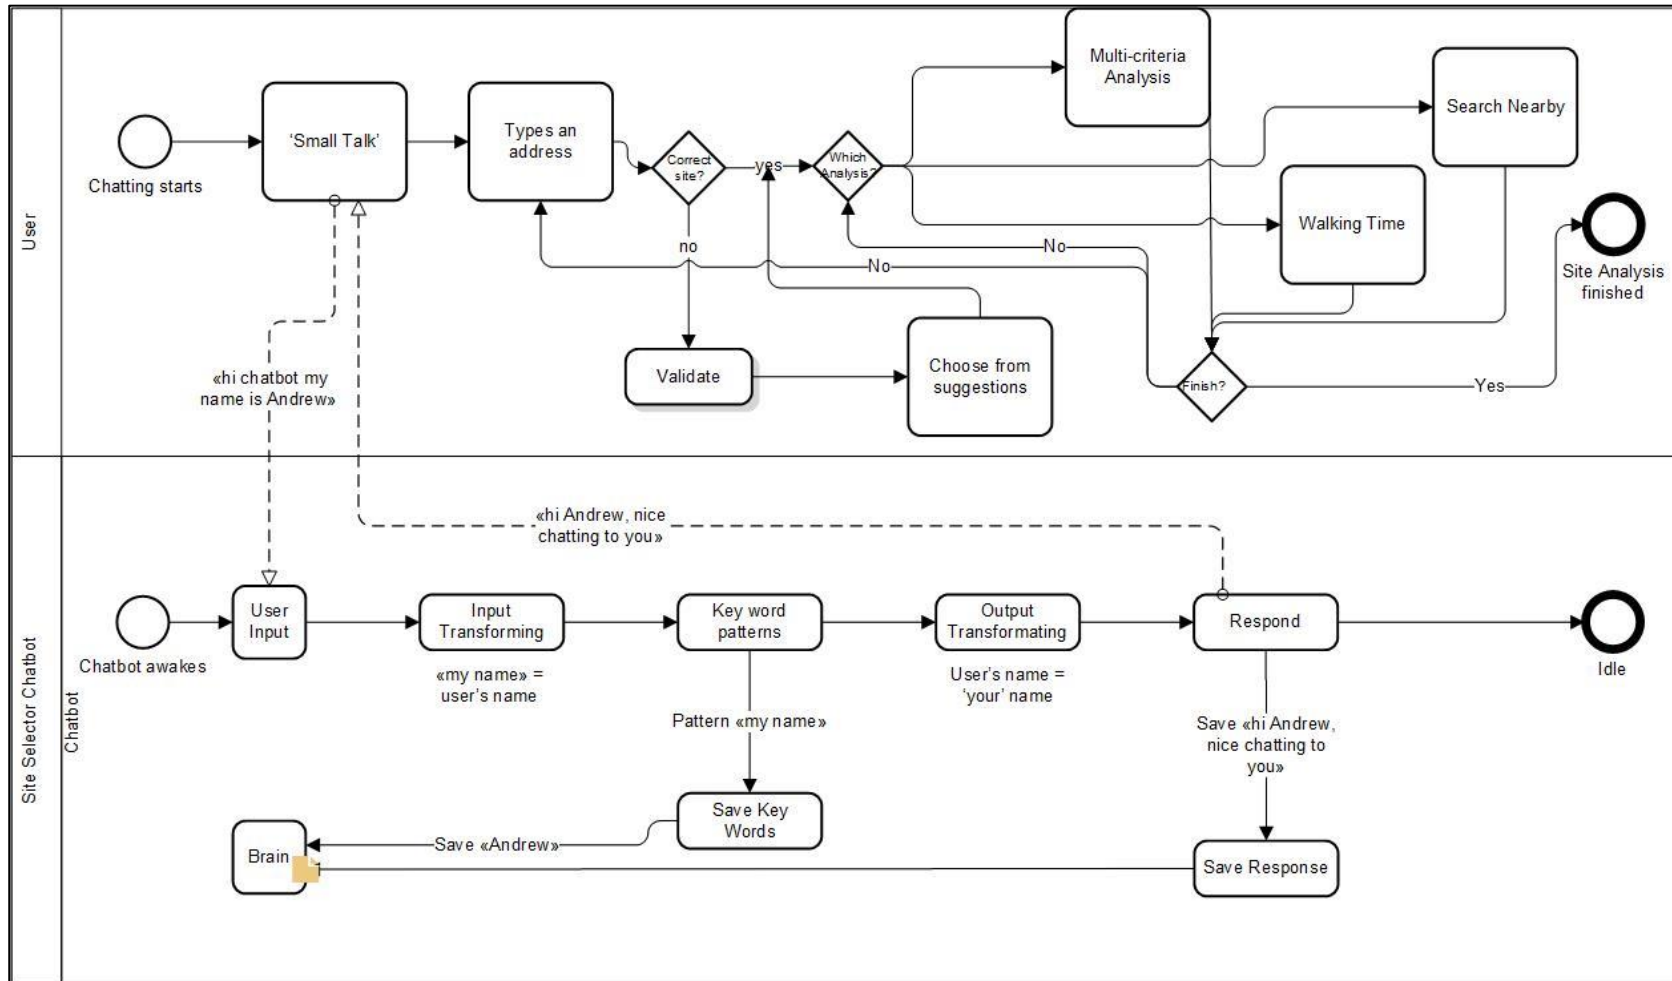 User
Chatting starts
‘Small Talk’
Types an
address
Correct
site?
yes
Which
Analysis?
Multi-criteria
Analysis
Search Nearby
Walking Time
Site Analysis
finished
no
No
No
Validate
Choose from
suggestions
Finish?
Yes
«hi chatbot my
name is Andrew»
«hi Andrew, nice
chatting to you»
Site Selector Chatbot
Chatbot
Chatbot awakes
User
Input
Input
Transforming
«my name» =
user’s name
Key word
patterns
Output
Transformating
User’s name =
‘your’ name
Respond
Idle
Pattern «my name»
Save «hi Andrew,
nice chatting to
you»
Save Key
Words
Save «Andrew»
Brain
Save Response